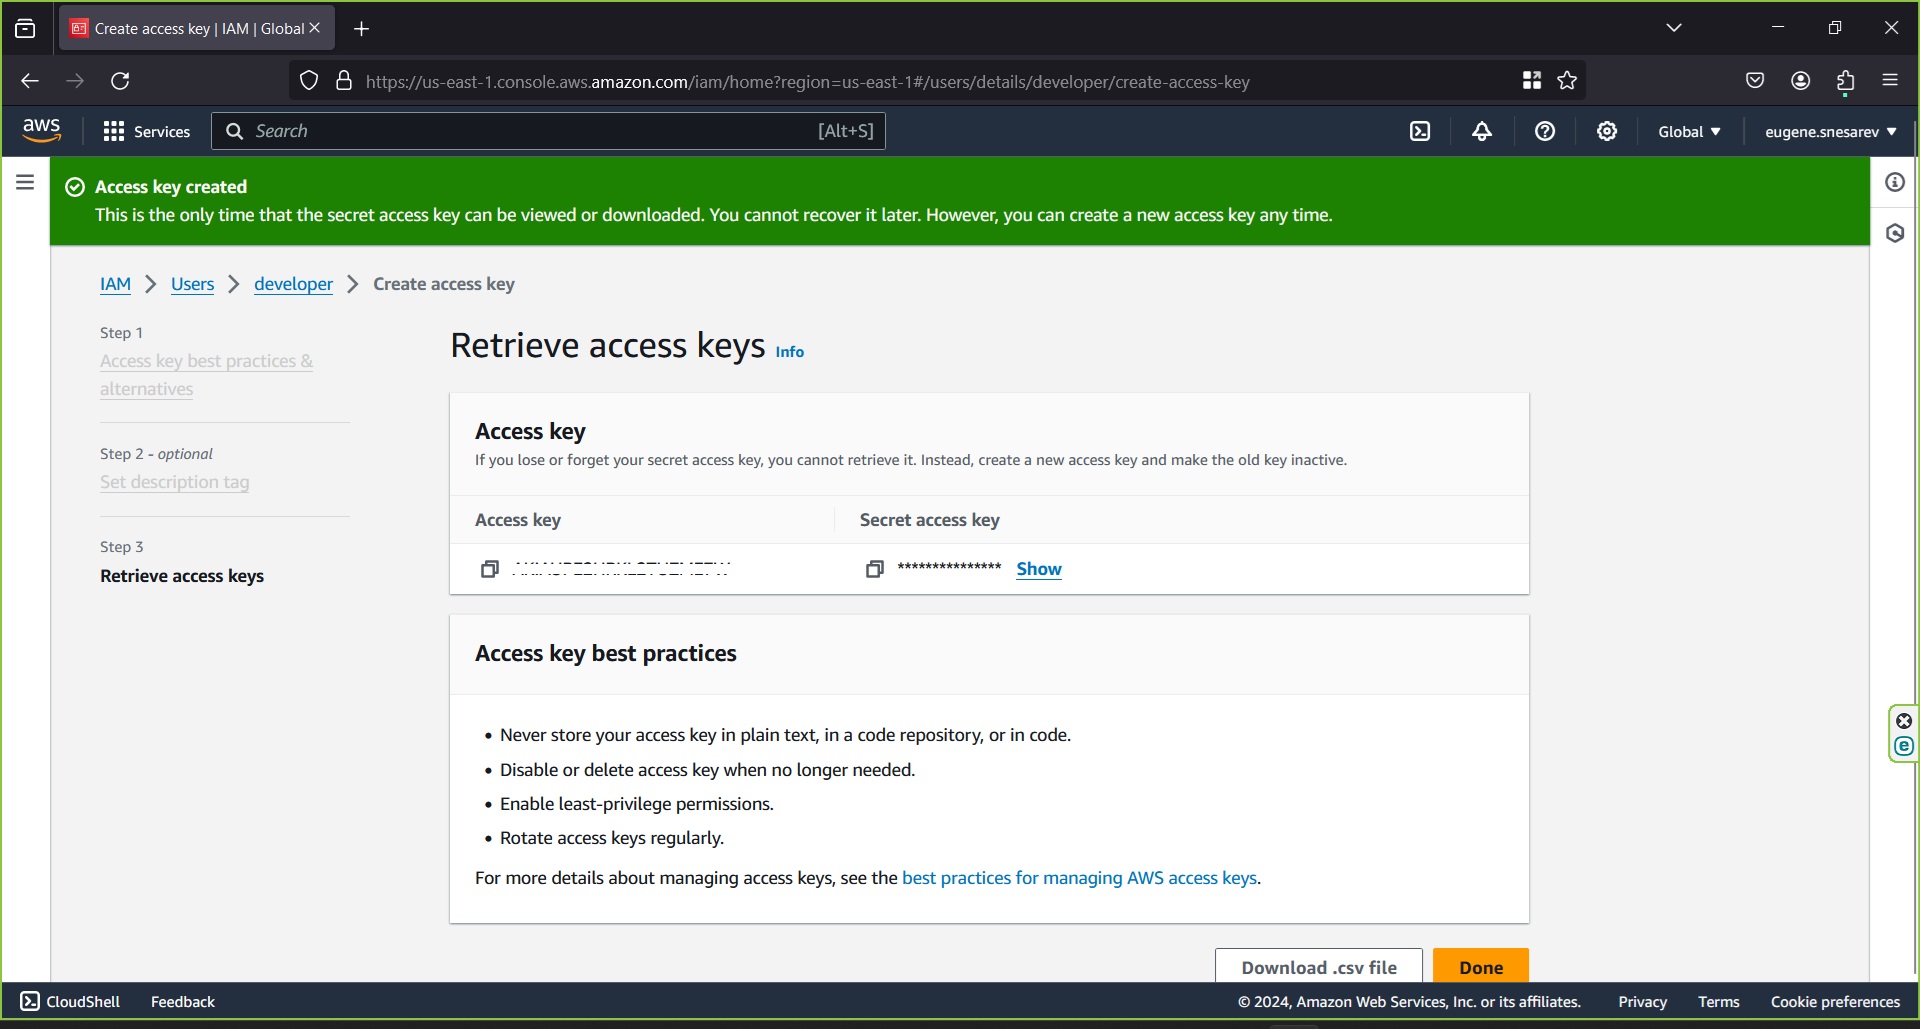 Create access key | IAM | Global
https://us-east-1.console.aws.amazon.com/iam/home?region=us-east-1#/users/details/developer/create-access-key
aws
Services
Search
[Alt+S]
Global
eugene.snesarev
Access key created
This is the only time that the secret access key can be viewed or downloaded. You cannot recover it later. However, you can create a new access key any time.
IAM
Users
developer
Create access key
Step 1
Access key best practices &
alternatives
Step 2 - optional
Set description tag
Step 3
Retrieve access keys
Retrieve access keys Info
Access key
If you lose or forget your secret access key, you cannot retrieve it. Instead, create a new access key and make the old key inactive.
Access key
Secret access key
*************** Show
Access key best practices
• Never store your access key in plain text, in a code repository, or in code.
• Disable or delete access key when no longer needed.
• Enable least-privilege permissions.
• Rotate access keys regularly.
For more details about managing access keys, see the best practices for managing AWS access keys.
Download .csv file
Done
CloudShell
Feedback
© 2024, Amazon Web Services, Inc. or its affiliates.
Privacy
Terms
Cookie preferences